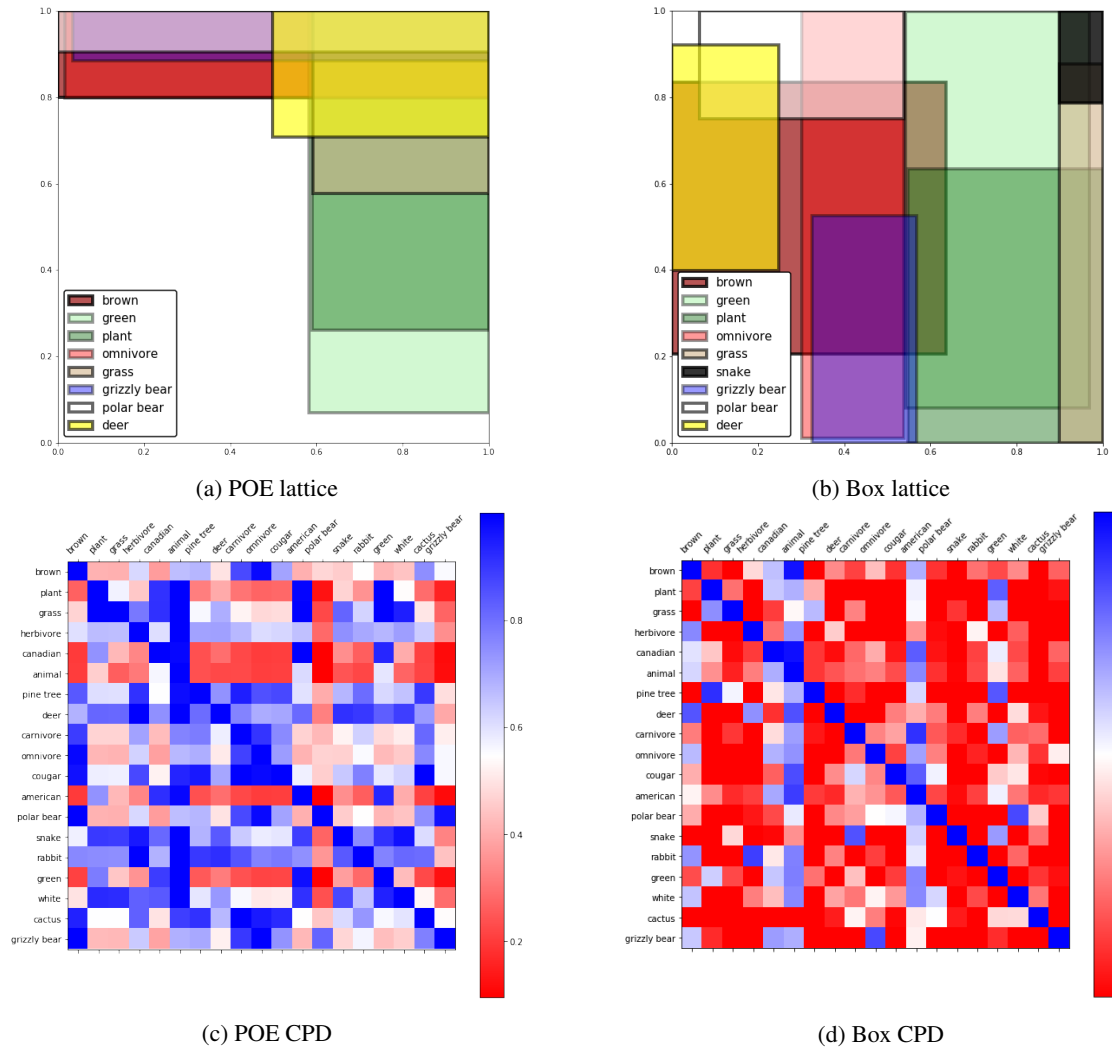 1.0
0.8
0.6
0.4
0.2
0.0
0.0 0.2 0.4 0.6 0.8 1.0
brown
green
plant
omnivore
grass
grizzly bear
polar bear
deer
(a) POE lattice
1.0
0.8
0.6
0.4
0.2
0.0
0.0 0.2 0.4 0.6 0.8 1.0
brown
green
plant
omnivore
grass
snake
grizzly bear
polar bear
deer
(b) Box lattice
brown plant grass herbivore canadian animal pine tree deer carnivore omnivore cougar american polar bear snake rabbit green white cactus grizzly bear
brown
plant
grass
herbivore
canadian
animal
pine tree
deer
carnivore
omnivore
cougar
american
polar bear
snake
rabbit
green
white
cactus
grizzly bear
0.8
0.6
0.4
0.2
(c) POE CPD
brown plant grass herbivore canadian animal pine tree deer carnivore omnivore cougar american polar bear snake rabbit green white cactus grizzly bear
brown
plant
grass
herbivore
canadian
animal
pine tree
deer
carnivore
omnivore
cougar
american
polar bear
snake
rabbit
green
white
cactus
grizzly bear
(d) Box CPD